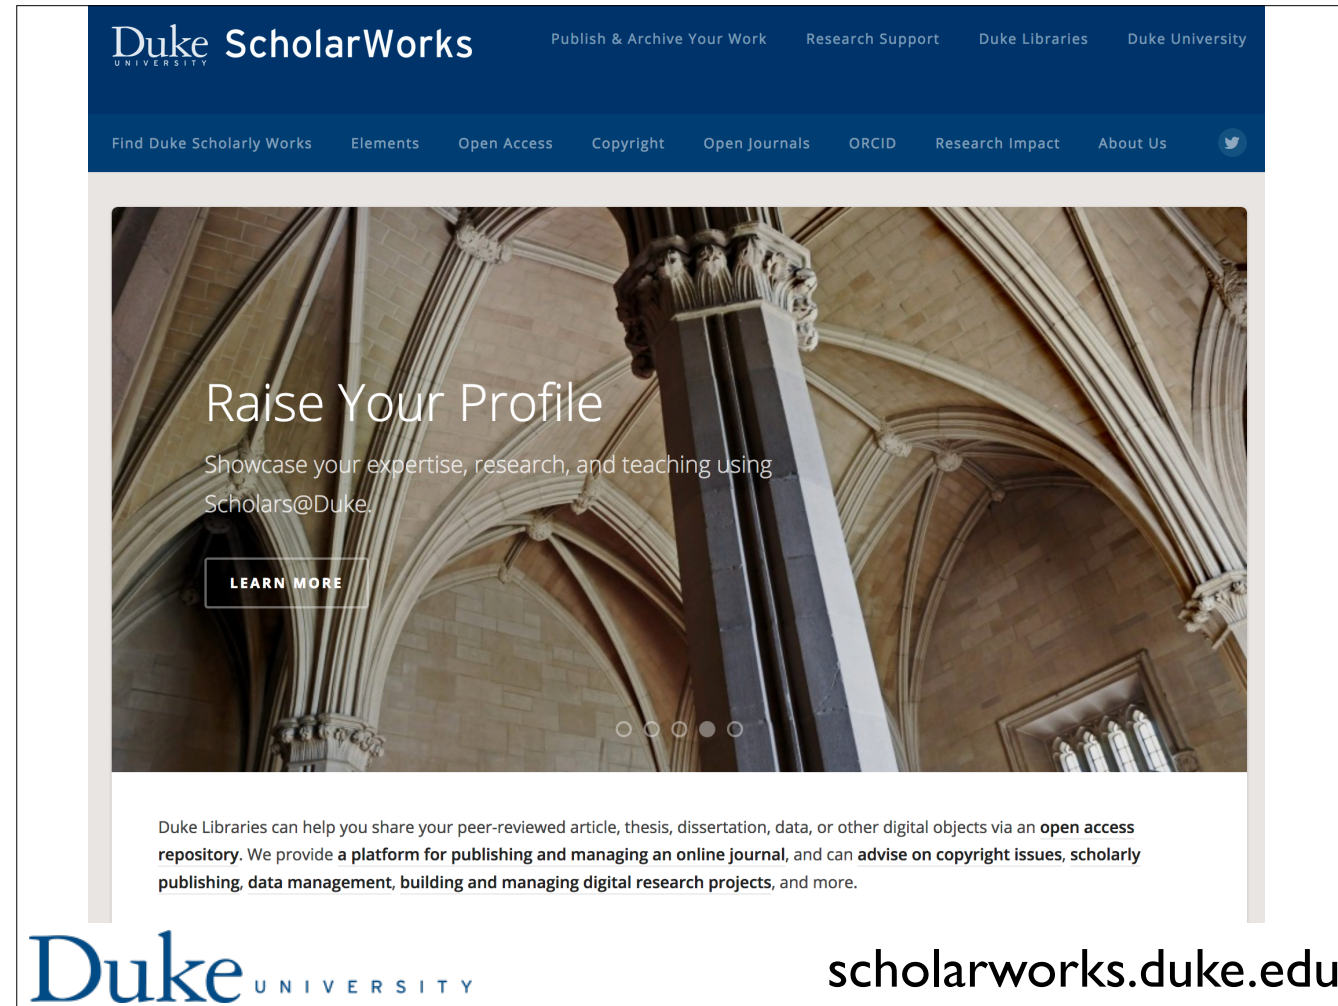 Duke UNIVERSITY ScholarWorks
Publish & Archive Your Work Research Support Duke Libraries Duke University
Find Duke Scholarly Works Elements Open Access Copyright Open Journals ORCID Research Impact About Us
Raise Your Profile
Showcase your expertise, research, and teaching using
Scholars@Duke.
LEARN MORE
Duke Libraries can help you share your peer-reviewed article, thesis, dissertation, data, or other digital objects via an open access
repository. We provide a platform for publishing and managing an online journal, and can advise on copyright issues, scholarly
publishing, data management, building and managing digital research projects, and more.
Duke UNIVERSITY
scholarworks.duke.edu